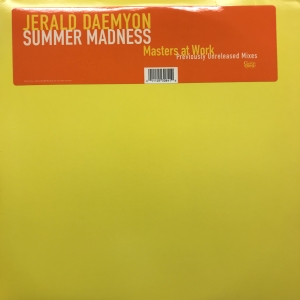 JERALD DAEMYON
SUMMER MADNESS
Masters at Work
Previously Unreleased Mixes